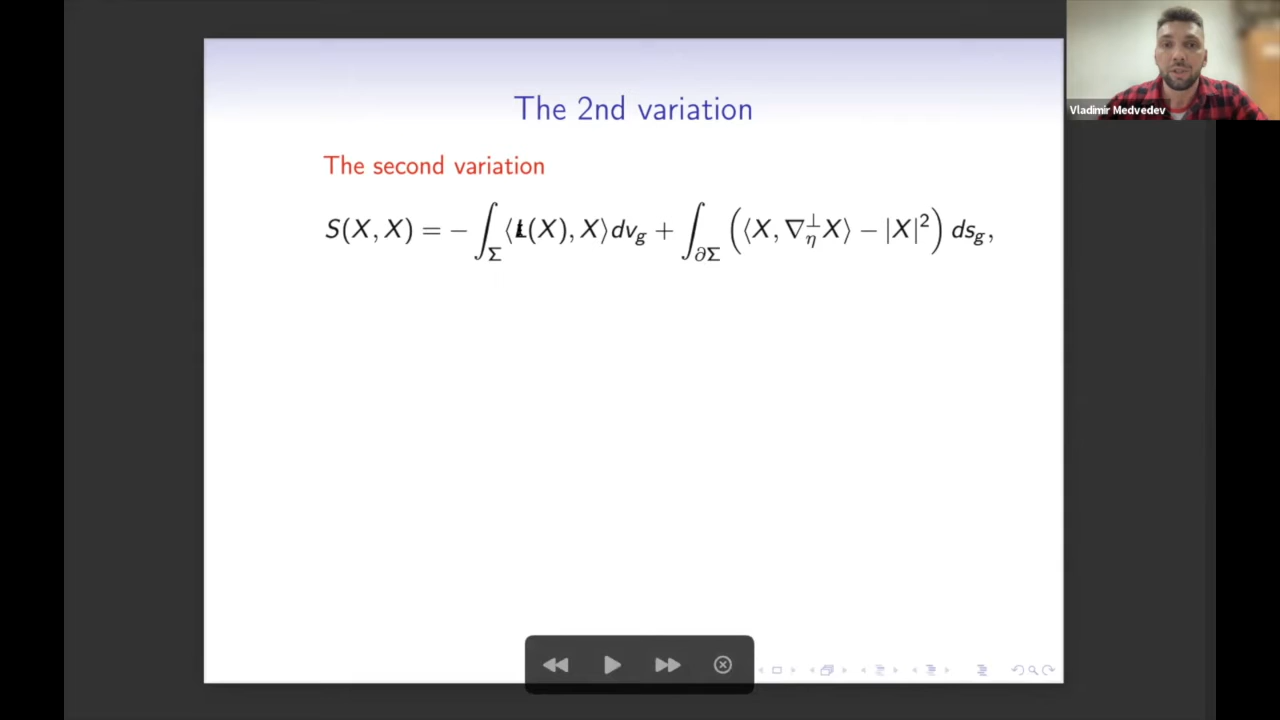 The 2nd variation
Vladimir Medvedev
The second variation
S(X, X) = − ∫_Σ ⟨L(X), X⟩dv_g + ∫_∂Σ (⟨X, ∇^⊥_η X⟩ − |X|²) ds_g,